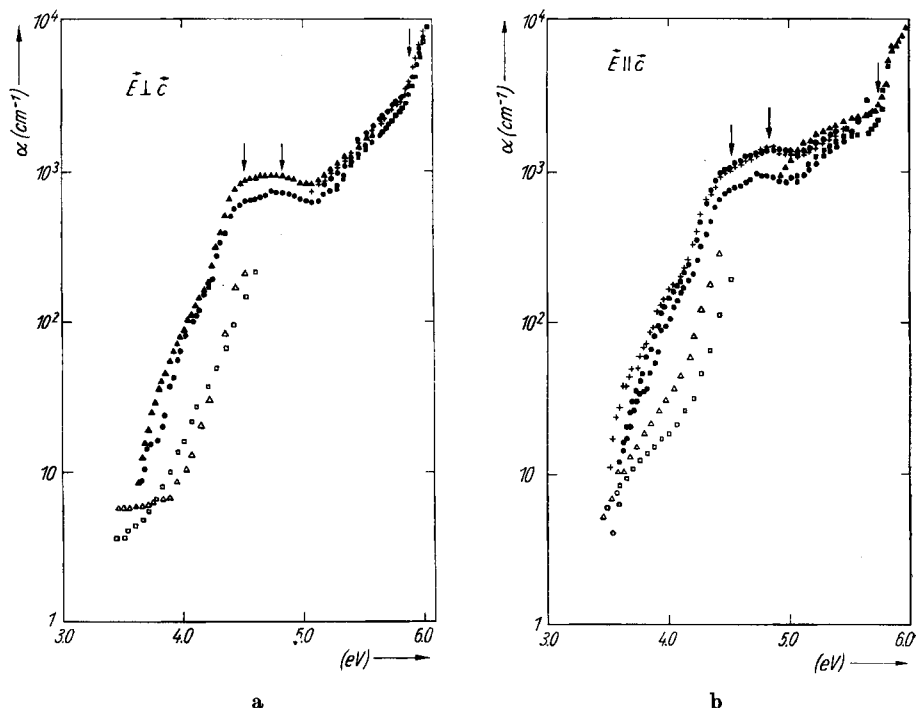 10⁴
α (cm⁻¹)
E⃗ ⊥ c⃗
10³
10²
10
1
3.0 4.0 5.0 6.0
(eV)
a
10⁴
α (cm⁻¹)
E⃗ ∥ c⃗
10³
10²
10
1
3.0 4.0 5.0 6.0
(eV)
b